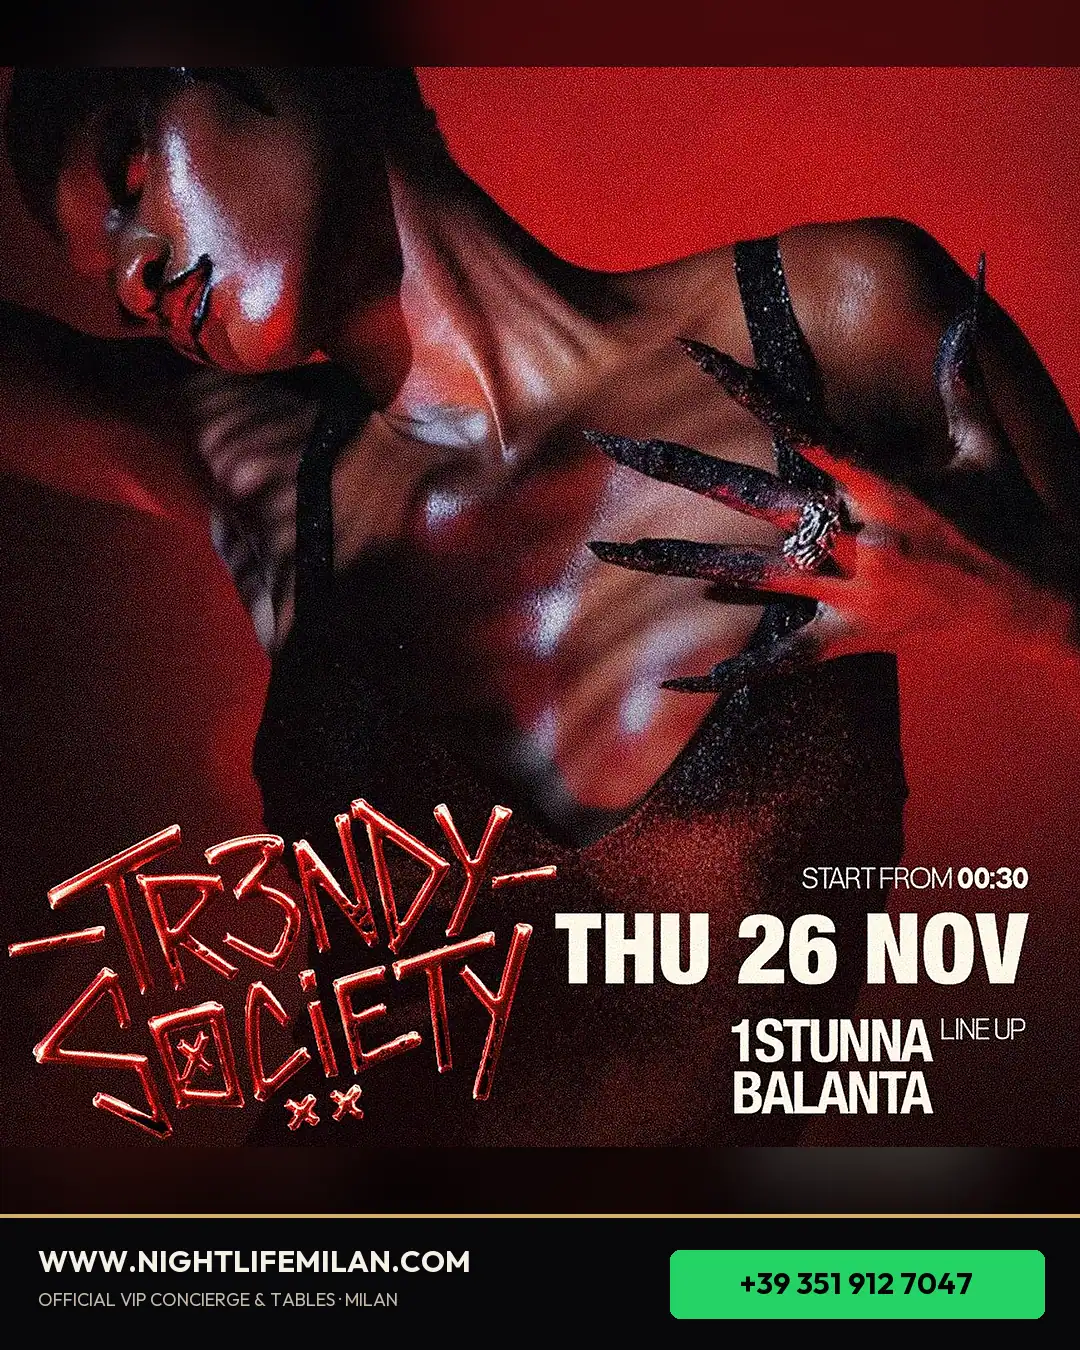 -TR3NDY-
SOCiETY
xx
START FROM 00:30
THU 26 NOV
1STUNNA LINE UP
BALANTA
WWW.NIGHTLIFEMILAN.COM
OFFICIAL VIP CONCIERGE & TABLES · MILAN
+39 351 912 7047